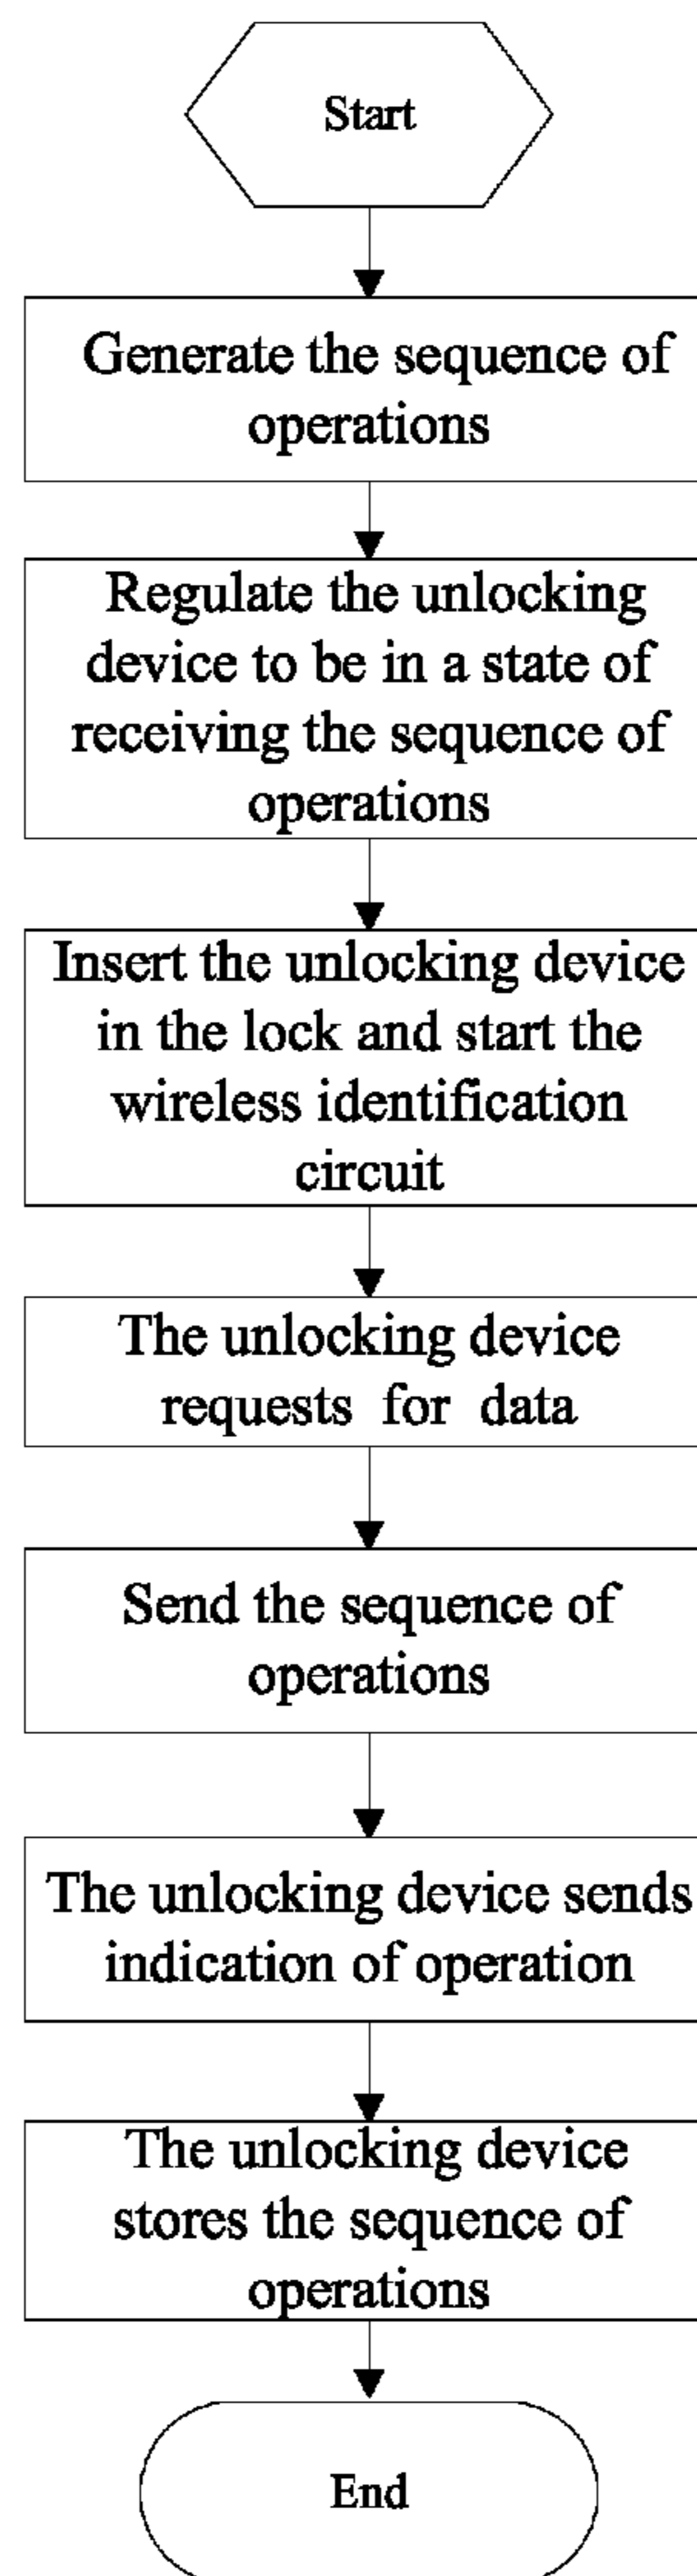 Start
Generate the sequence of
operations
Regulate the unlocking
device to be in a state of
receiving the sequence of
operations
Insert the unlocking device
in the lock and start the
wireless identification
circuit
The unlocking device
requests for data
Send the sequence of
operations
The unlocking device sends
indication of operation
The unlocking device
stores the sequence of
operations
End